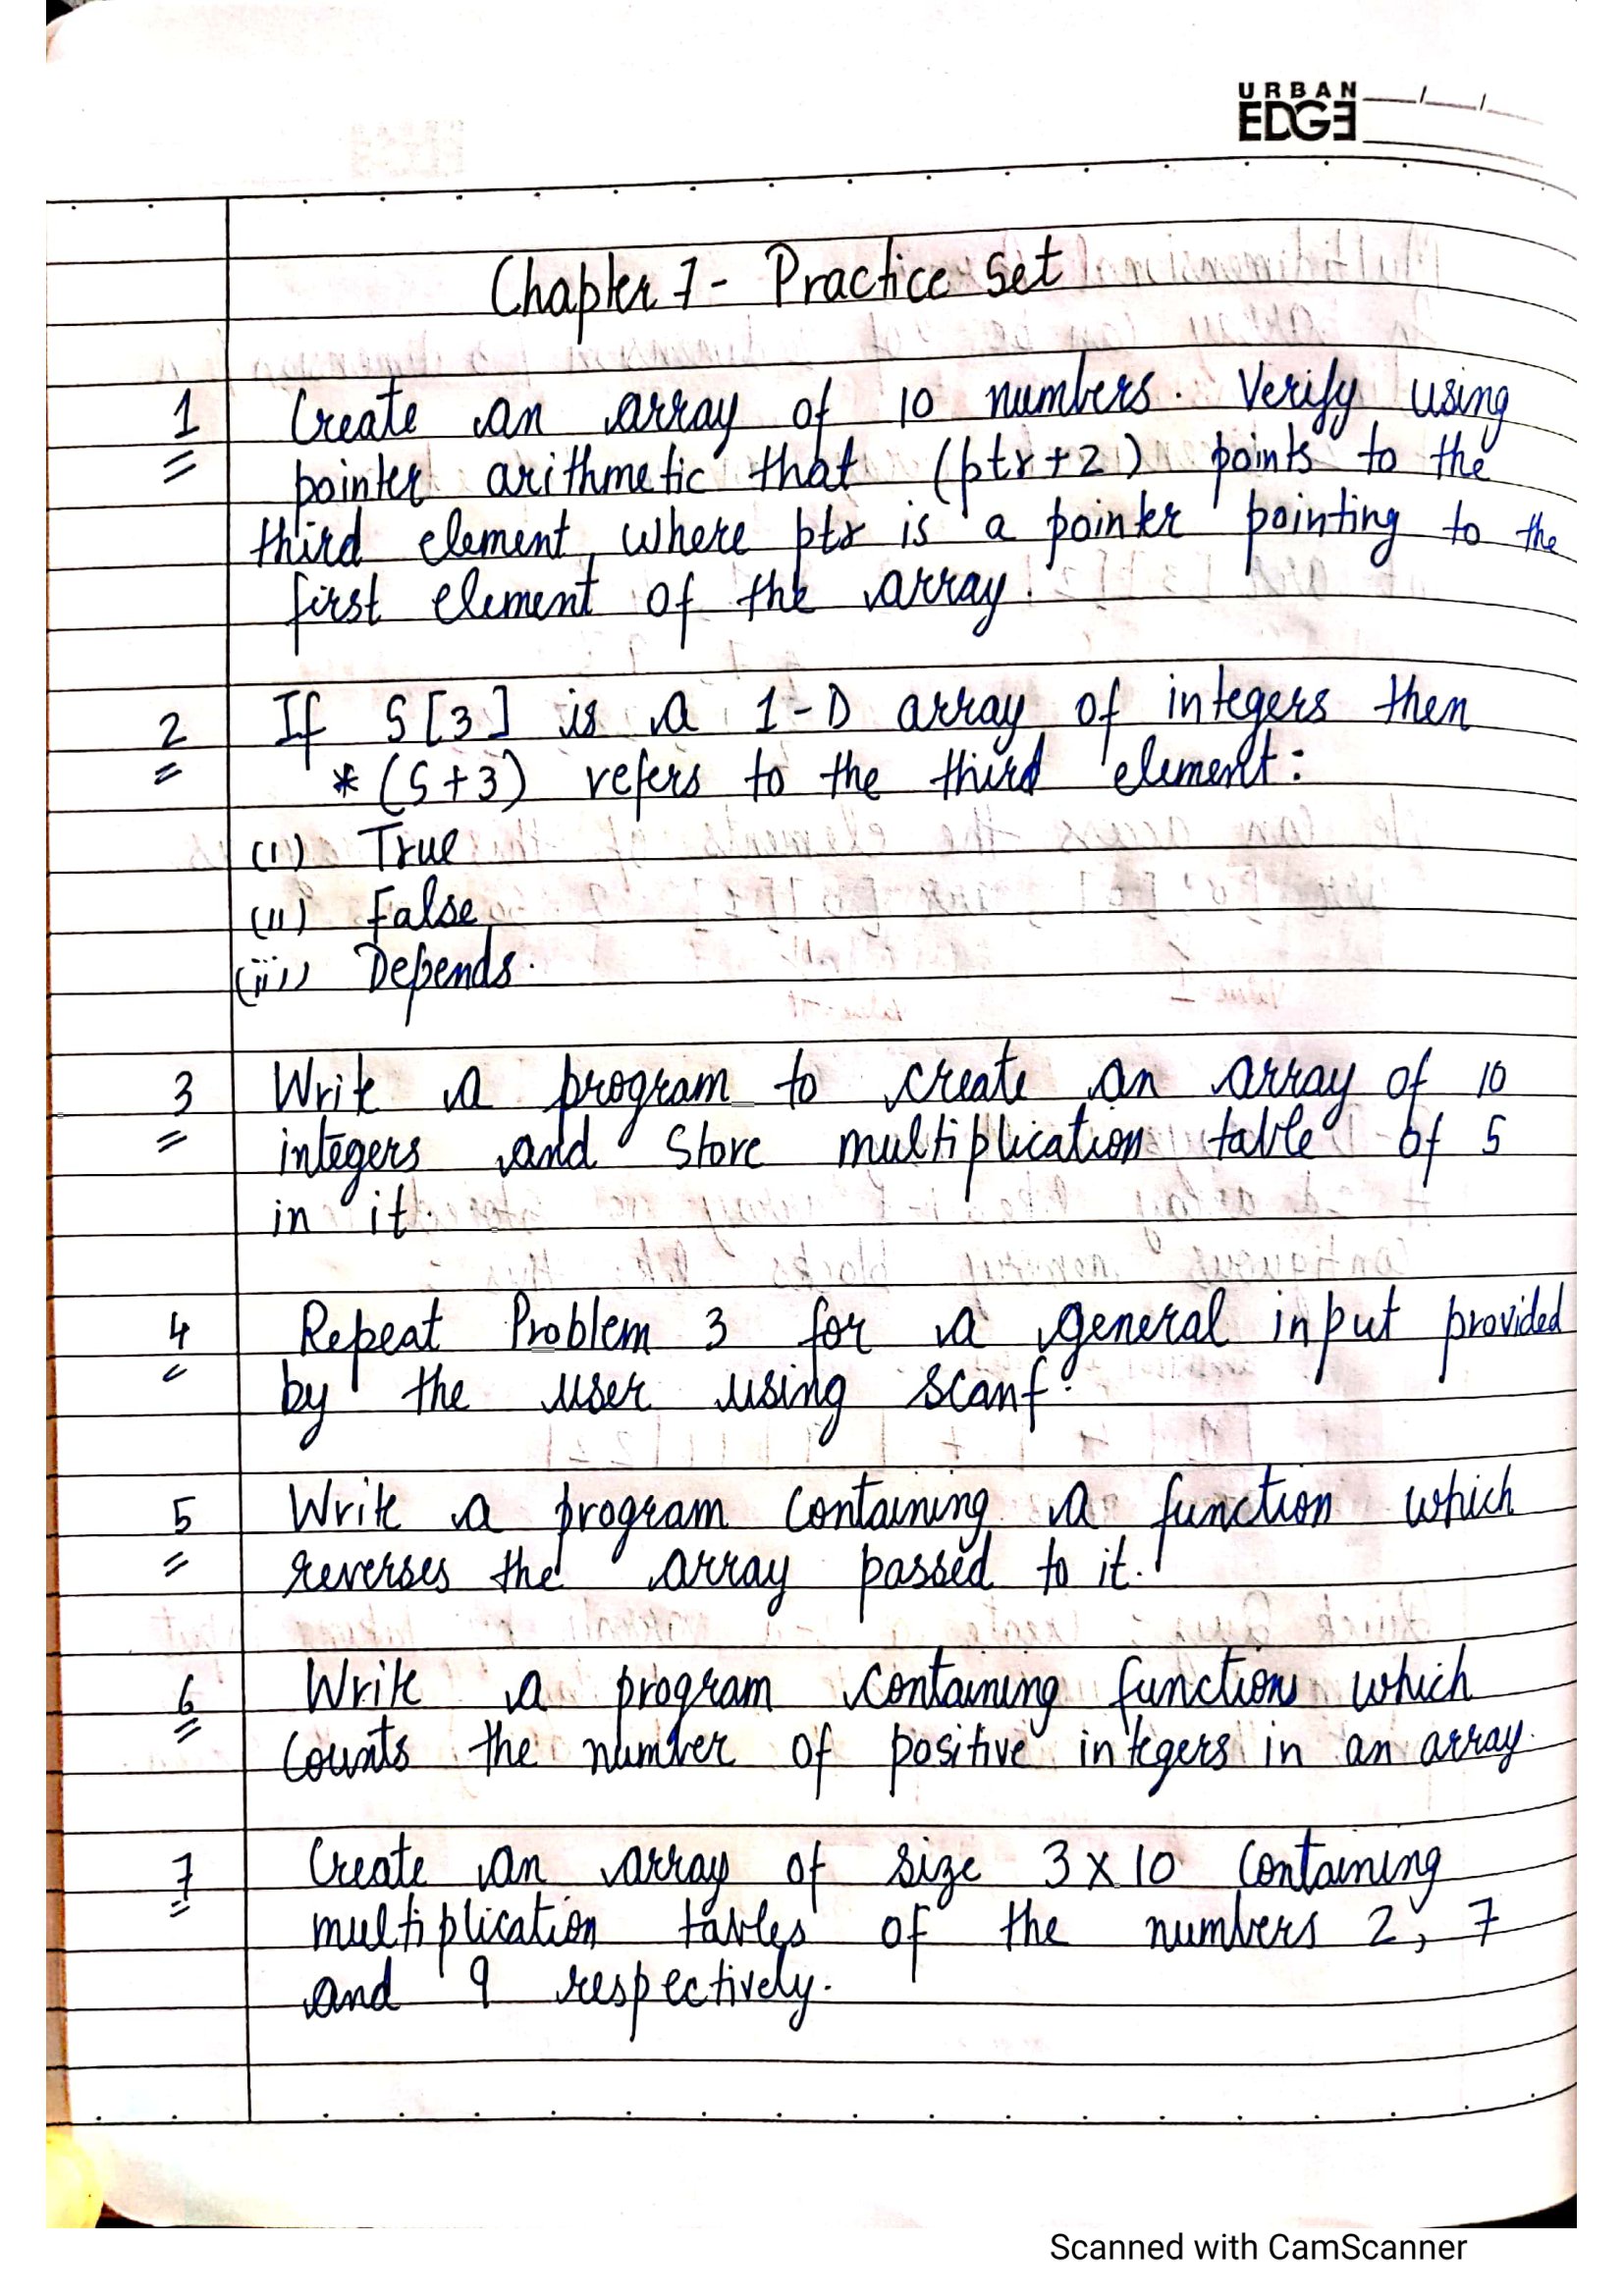 URBAN
EDGE
Chapter 7 - Practice Set
1 Create an array of 10 numbers. Verify using
pointer arithmetic that (ptr+2) points to the
third element where ptr is a pointer pointing to the
first element of the array.
2 If S[3] is a 1-D array of integers then
*(S+3) refers to the third element:
(i) True
(ii) False
(iii) Depends.
3 Write a program to create an array of 10
integers and store multiplication table of 5
in it.
4 Repeat Problem 3 for a general input provided
by the user using scanf.
5 Write a program containing a function which
reverses the array passed to it.
6 Write a program containing functions which
counts the number of positive integers in an array.
7 Create an array of size 3 x 10 containing
multiplication tables of the numbers 2, 7
and 9 respectively.
Scanned with CamScanner